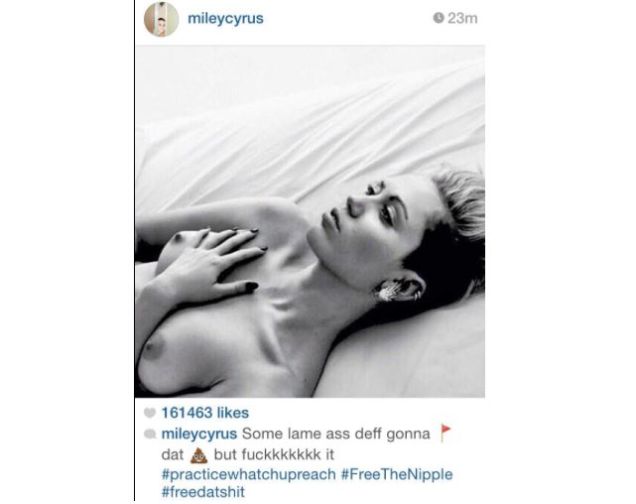 mileycyrus 23m
161463 likes
mileycyrus Some lame ass deff gonna 🚩
dat 💩 but fuckkkkkkk it
#practicewhatchupreach #FreeTheNipple
#freedatshit